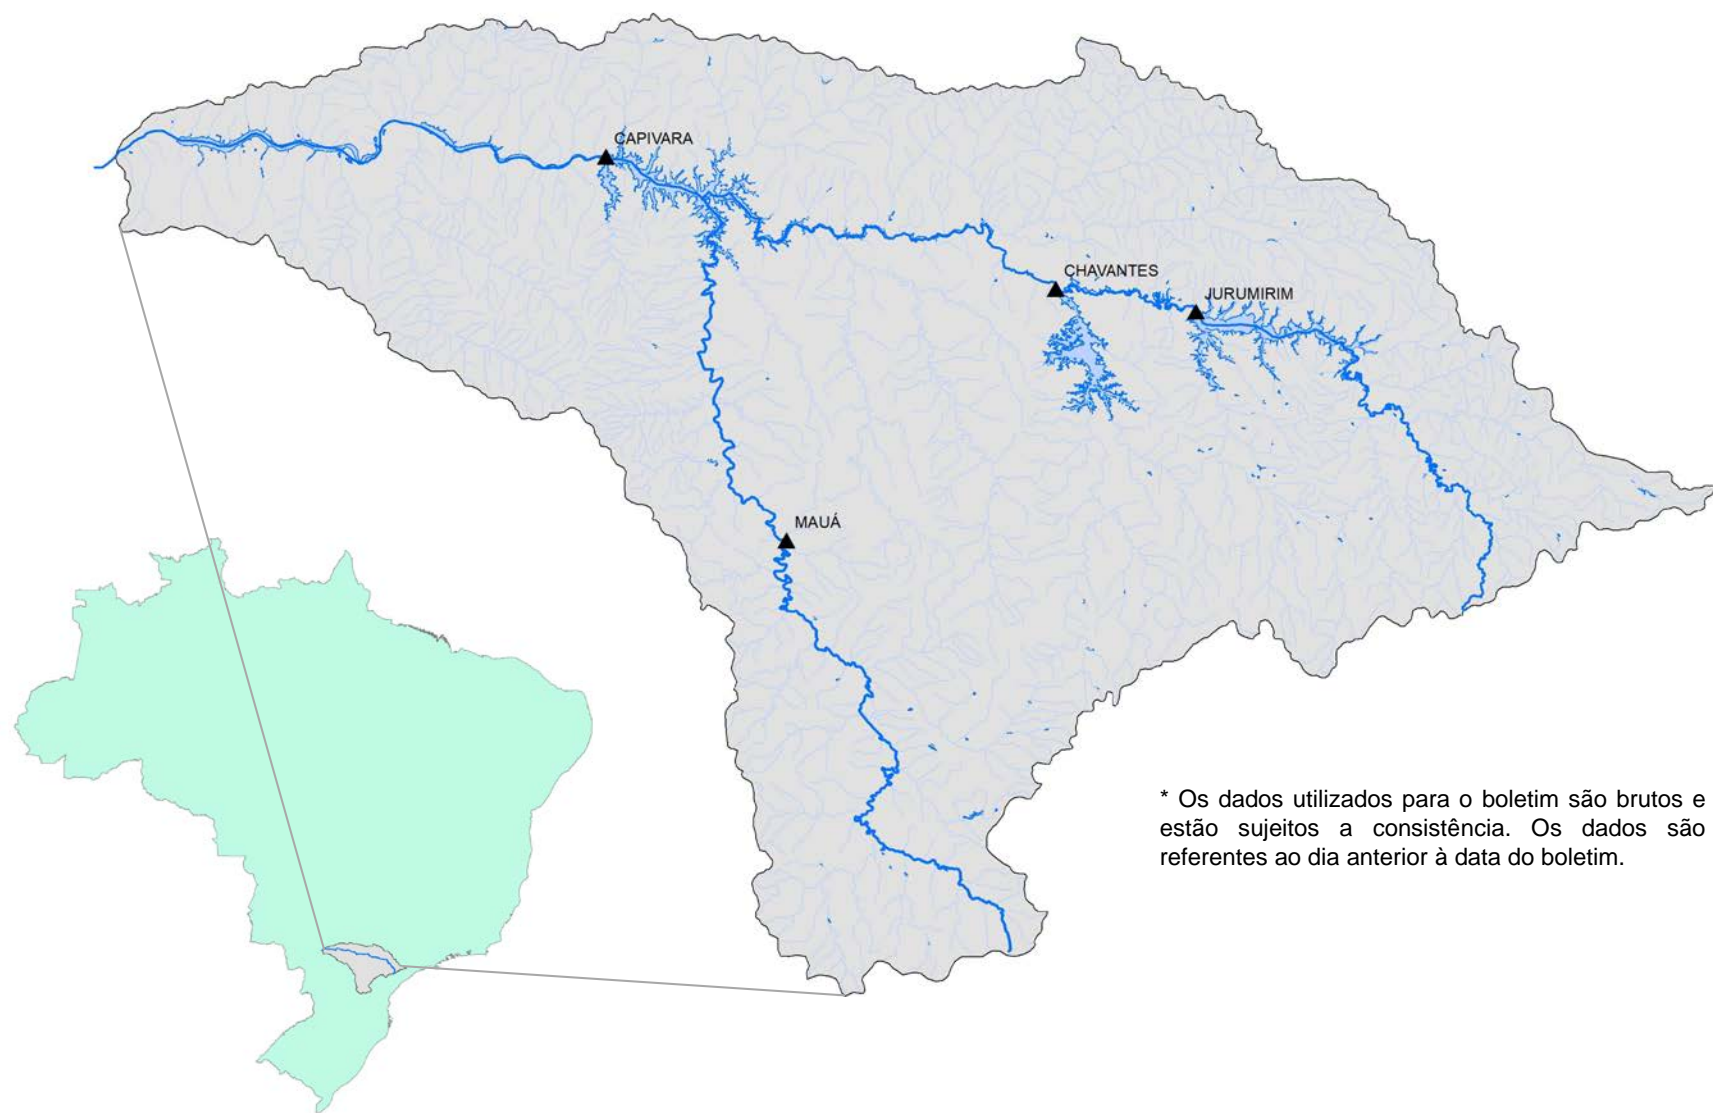 CAPIVARA
CHAVANTES
JURUMIRIM
MAUÁ
* Os dados utilizados para o boletim são brutos e
estão sujeitos a consistência. Os dados são
referentes ao dia anterior à data do boletim.